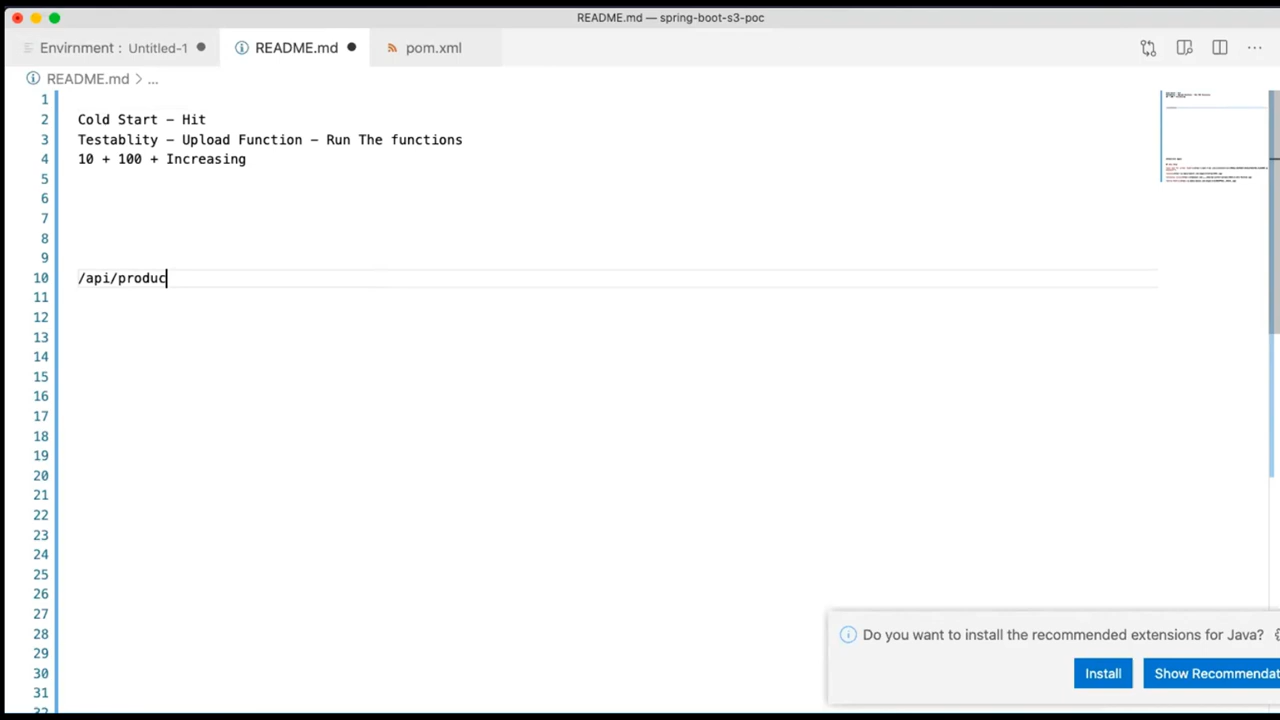 README.md — spring-boot-s3-poc
Envirnment : Untitled-1
README.md
pom.xml
README.md > ...
1
2 Cold Start – Hit
3 Testablity – Upload Function – Run The functions
4 10 + 100 + Increasing
5
6
7
8
9
10 /api/produc
11
12
13
14
15
16
17
18
19
20
21
22
23
24
25
26
27
28
29
30
31
32
Do you want to install the recommended extensions for Java?
Install
Show Recommendat